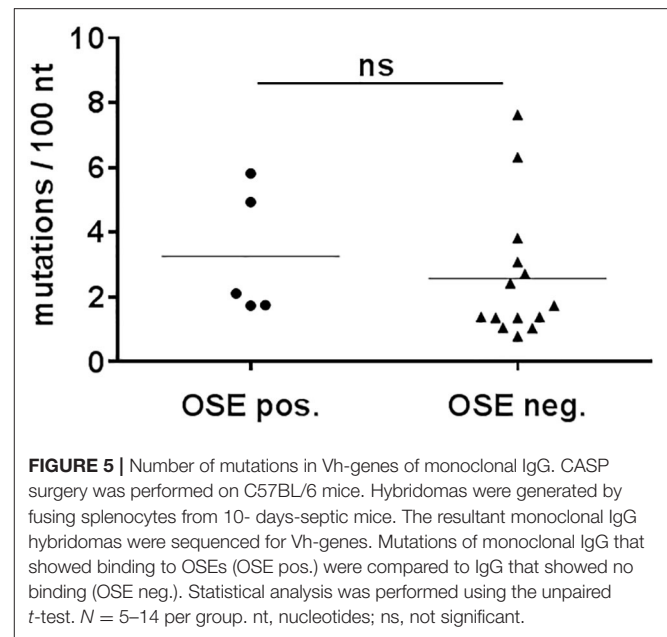 10
ns
8
6
4
2
0
mutations / 100 nt
OSE pos. OSE neg.
FIGURE 5 | Number of mutations in Vh-genes of monoclonal IgG. CASP
surgery was performed on C57BL/6 mice. Hybridomas were generated by
fusing splenocytes from 10- days-septic mice. The resultant monoclonal IgG
hybridomas were sequenced for Vh-genes. Mutations of monoclonal IgG that
showed binding to OSEs (OSE pos.) were compared to IgG that showed no
binding (OSE neg.). Statistical analysis was performed using the unpaired
t-test. N = 5–14 per group. nt, nucleotides; ns, not significant.